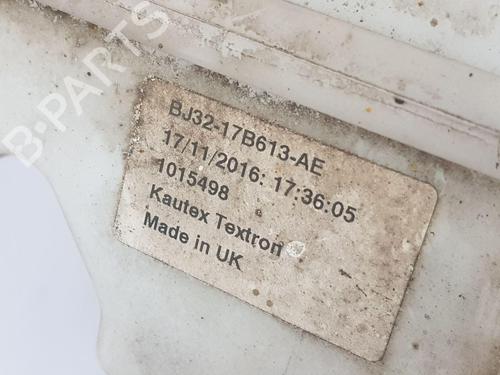 B-PARTS
BJ32-17B613-AE
17/11/2016: 17:36:05
1015498
Kautex Textron
Made in UK